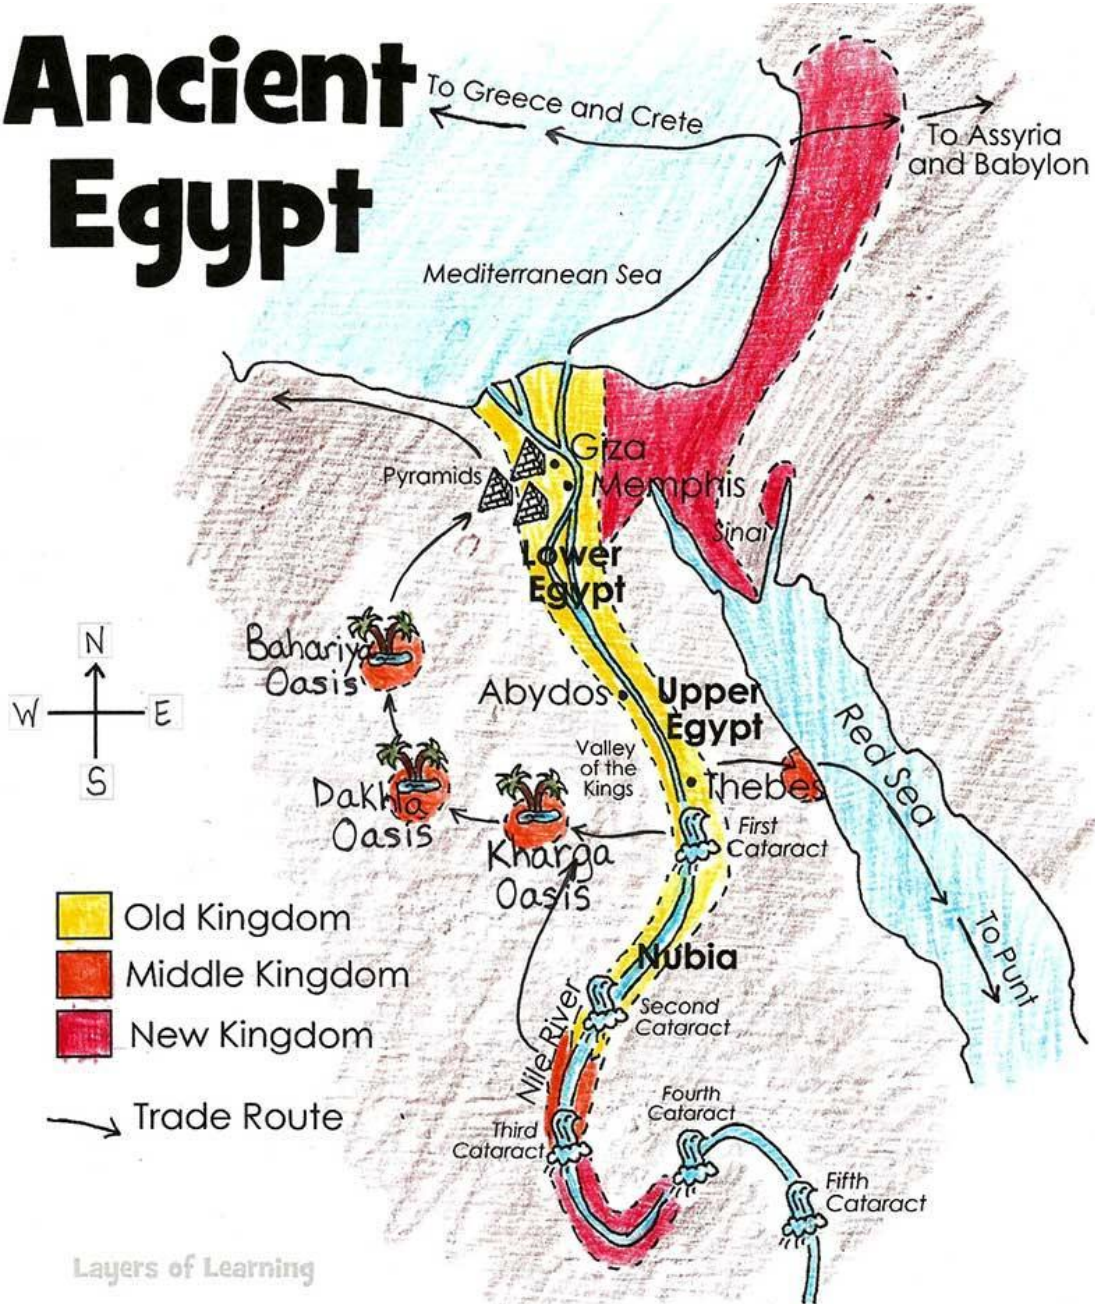 Ancient
Egypt
To Greece and Crete
To Assyria
and Babylon
Mediterranean Sea
Giza
Pyramids
Memphis
Sinai
Lower
Egypt
Bahariya
Oasis
N
W
E
S
Abydos
Upper
Egypt
Valley
of the
Kings
Red Sea
Thebes
Dakhla
Oasis
First
Cataract
Kharga
Oasis
Old Kingdom
Middle Kingdom
New Kingdom
Trade Route
To Punt
Nubia
Nile River
Second
Cataract
Third
Cataract
Fourth
Cataract
Fifth
Cataract
Layers of Learning